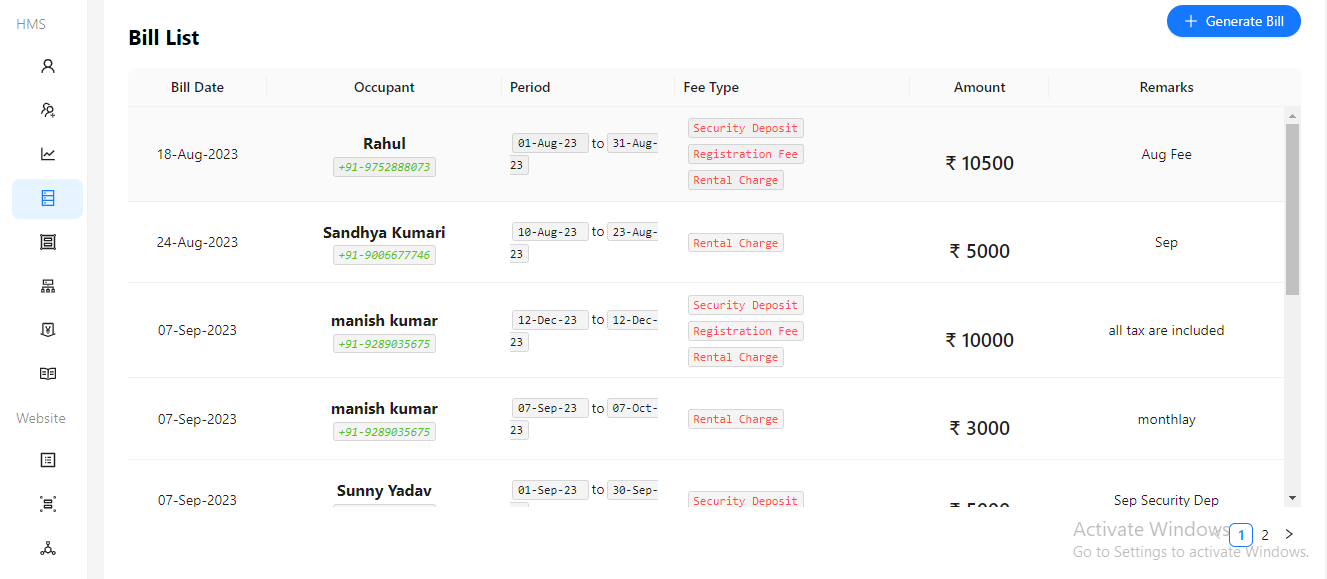 HMS
Generate Bill
Bill List
Bill Date Occupant Period Fee Type Amount Remarks
18-Aug-2023
Rahul
+91-9752888073
01-Aug-23 to 31-Aug-
23
Security Deposit
Registration Fee
Rental Charge
₹ 10500
Aug Fee
24-Aug-2023
Sandhya Kumari
+91-9006677746
10-Aug-23 to 23-Aug-
23
Rental Charge
₹ 5000
Sep
07-Sep-2023
manish kumar
+91-9289035675
12-Dec-23 to 12-Dec-
23
Security Deposit
Registration Fee
Rental Charge
₹ 10000
all tax are included
07-Sep-2023
manish kumar
+91-9289035675
07-Sep-23 to 07-Oct-
23
Rental Charge
₹ 3000
monthlay
Website
07-Sep-2023
Sunny Yadav
01-Sep-23 to 30-Sep-
Security Deposit
₹ 5000
Sep Security Dep
Activate Windows
1 2
Go to Settings to activate Windows.